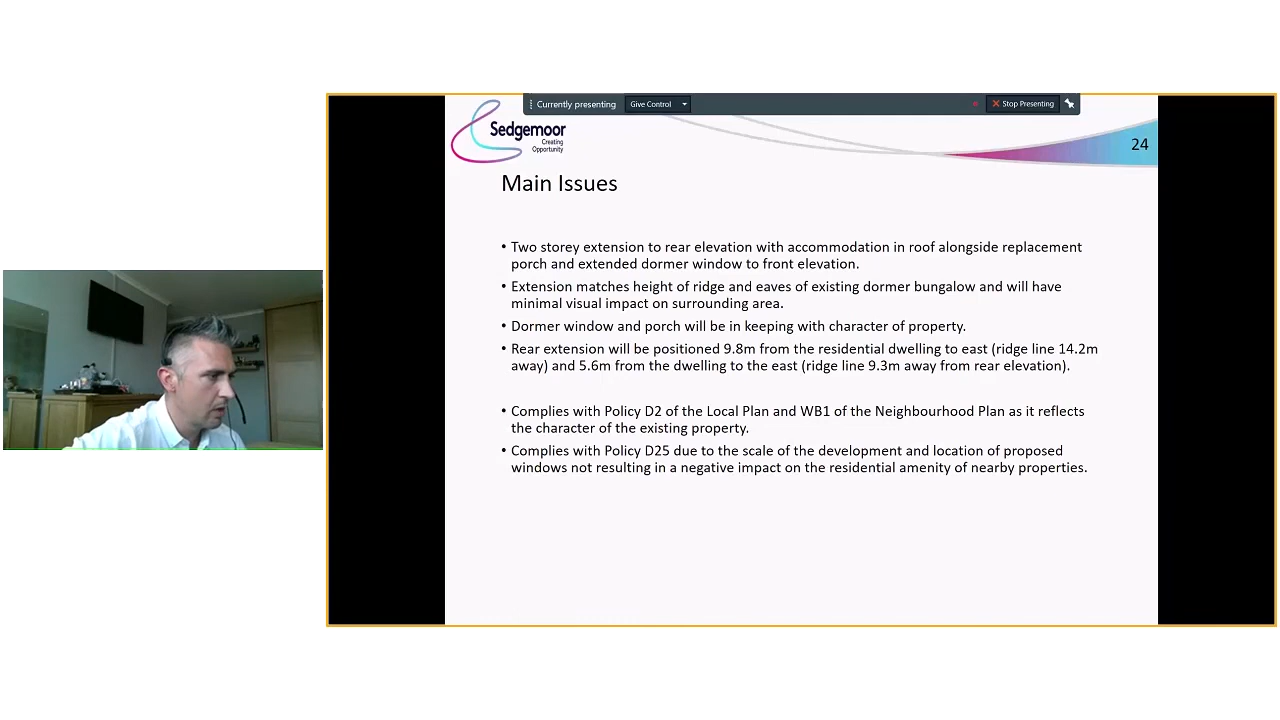 Currently presenting
Give Control
Stop Presenting
Sedgemoor
Creating
Opportunity
24
Main Issues
• Two storey extension to rear elevation with accommodation in roof alongside replacement
porch and extended dormer window to front elevation.
• Extension matches height of ridge and eaves of existing dormer bungalow and will have
minimal visual impact on surrounding area.
• Dormer window and porch will be in keeping with character of property.
• Rear extension will be positioned 9.8m from the residential dwelling to east (ridge line 14.2m
away) and 5.6m from the dwelling to the east (ridge line 9.3m away from rear elevation).
• Complies with Policy D2 of the Local Plan and WB1 of the Neighbourhood Plan as it reflects
the character of the existing property.
• Complies with Policy D25 due to the scale of the development and location of proposed
windows not resulting in a negative impact on the residential amenity of nearby properties.